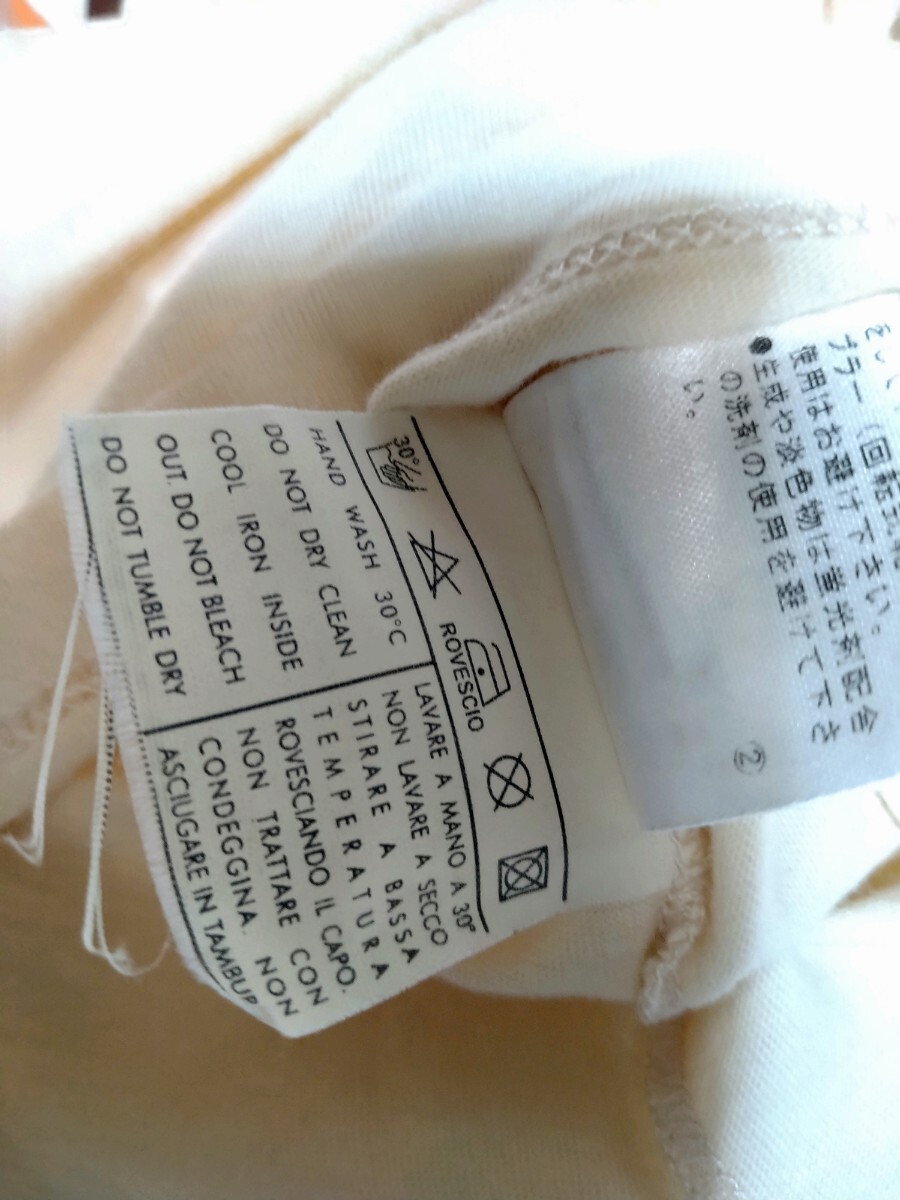 30°
ROVESCIO
HAND WASH 30°C
DO NOT DRY CLEAN
COOL IRON INSIDE
OUT. DO NOT BLEACH
DO NOT TUMBLE DRY
LAVARE A MANO A 30°
NON LAVARE A SECCO
STIRARE A BASSA
TEMPERATURA
ROVESCIANDO IL CAPO.
NON TRATTARE CON
CONDEGGINA. NON
ASCIUGARE IN TAMBUR
使用はお避け下さい。
●生成や淡色物は蛍光剤配合
の洗剤の使用を避けて下さ
い。
②